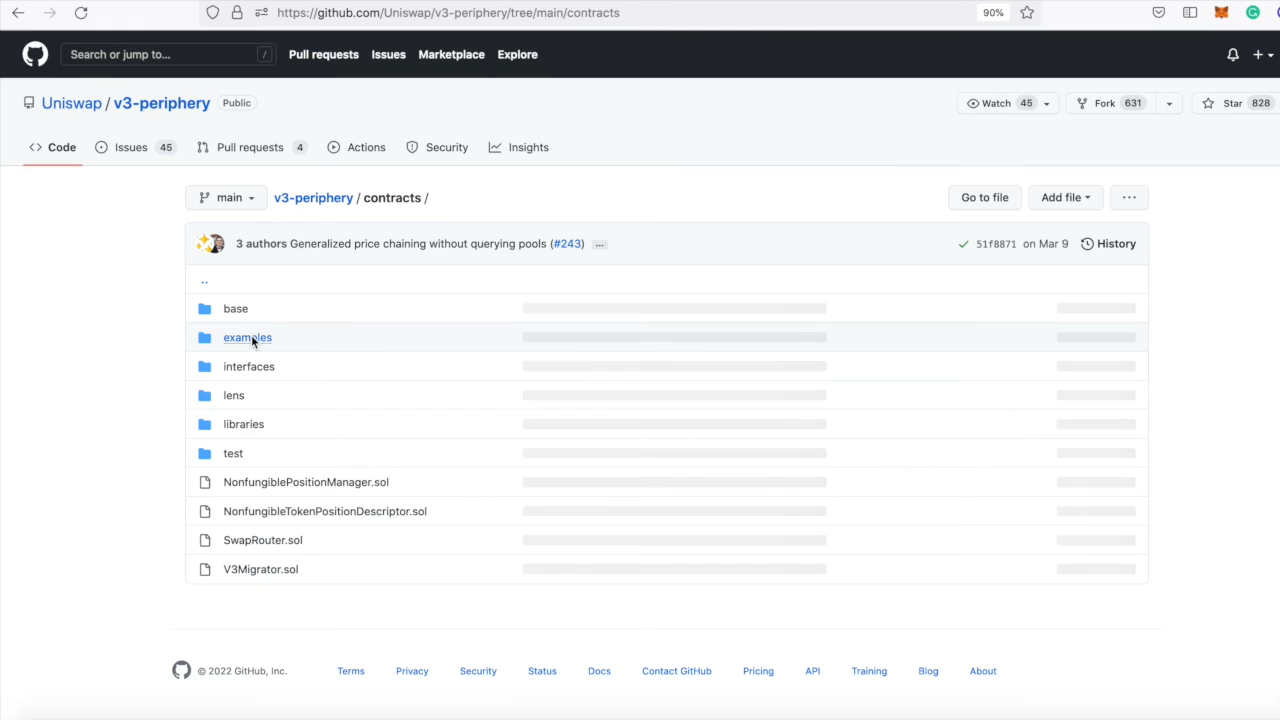 https://github.com/Uniswap/v3-periphery/tree/main/contracts 90%
Search or jump to... / Pull requests Issues Marketplace Explore +
Uniswap / v3-periphery Public Watch 45 Fork 631 Star 828
Code Issues 45 Pull requests 4 Actions Security Insights
main v3-periphery / contracts / Go to file Add file ...
3 authors Generalized price chaining without querying pools (#243) ... 51f8871 on Mar 9 History
..
base
examples
interfaces
lens
libraries
test
NonfungiblePositionManager.sol
NonfungibleTokenPositionDescriptor.sol
SwapRouter.sol
V3Migrator.sol
© 2022 GitHub, Inc. Terms Privacy Security Status Docs Contact GitHub Pricing API Training Blog About